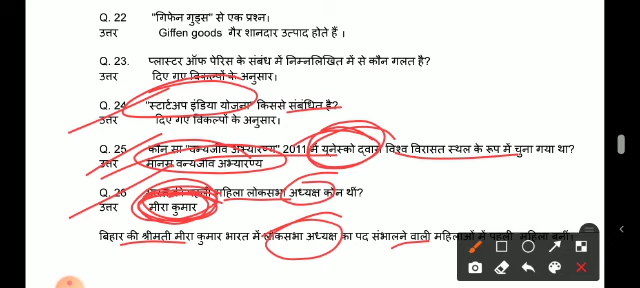 Q. 22 "गिफेन गुड्स" से एक प्रश्न।
उत्तर Giffen goods गैर शानदार उत्पाद होते हैं ।
Q. 23. प्लास्टर ऑफ पेरिस के संबंध में निम्नलिखित में से कौन गलत है?
उत्तर दिए गए विकल्पों के अनुसार।
Q. 24 "स्टार्टअप इंडिया योजना" किससे संबंधित है?
उत्तर दिए गए विकल्पों के अनुसार।
Q. 25 कौन सा "वन्यजीव अभ्यारण्य" 2011 में यूनेस्को द्वारा विश्व विरासत स्थल के रूप में चुना गया था?
उत्तर मानस वन्यजीव अभ्यारण्य
Q. 26 पहली महिला लोकसभा अध्यक्ष कौन थीं?
उत्तर मीरा कुमार
बिहार की श्रीमती मीरा कुमार भारत में लोकसभा अध्यक्ष का पद संभालने वाली महिलाओं में पहली महिला बनीं।